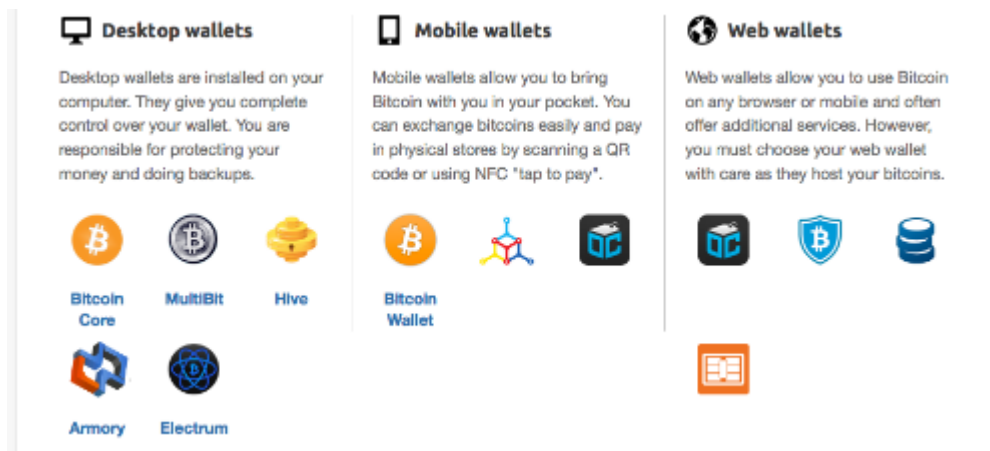 Desktop wallets
Desktop wallets are installed on your
computer. They give you complete
control over your wallet. You are
responsible for protecting your
money and doing backups.
Bitcoin
Core
MultiBit
Hive
Armory
Electrum
Mobile wallets
Mobile wallets allow you to bring
Bitcoin with you in your pocket. You
can exchange bitcoins easily and pay
in physical stores by scanning a QR
code or using NFC "tap to pay".
Bitcoin
Wallet
Web wallets
Web wallets allow you to use Bitcoin
on any browser or mobile and often
offer additional services. However,
you must choose your web wallet
with care as they host your bitcoins.